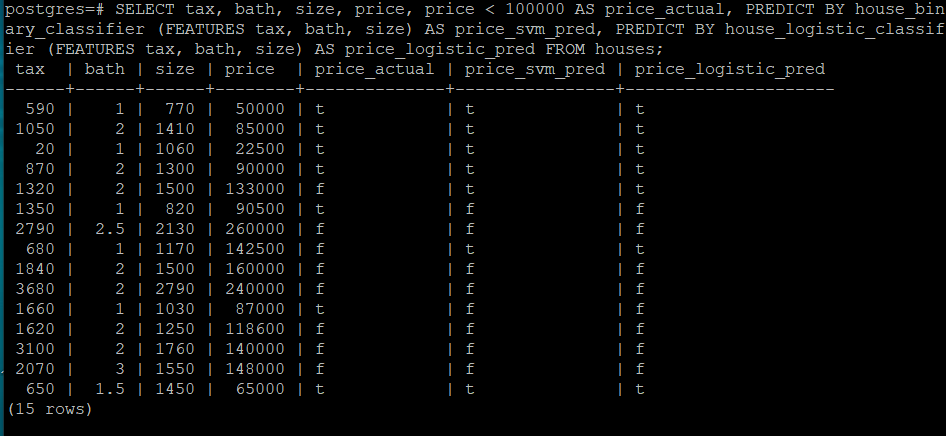 postgres=# SELECT tax, bath, size, price, price < 100000 AS price_actual, PREDICT BY house_bin
ary_classifier (FEATURES tax, bath, size) AS price_svm_pred, PREDICT BY house_logistic_classif
ier (FEATURES tax, bath, size) AS price_logistic_pred FROM houses;
 tax  | bath | size | price  | price_actual | price_svm_pred | price_logistic_pred
------+------+------+--------+--------------+----------------+---------------------
  590 |    1 |  770 |  50000 | t            | t              | t
 1050 |    2 | 1410 |  85000 | t            | t              | t
   20 |    1 | 1060 |  22500 | t            | t              | t
  870 |    2 | 1300 |  90000 | t            | t              | t
 1320 |    2 | 1500 | 133000 | f            | t              | t
 1350 |    1 |  820 |  90500 | t            | f              | f
 2790 |  2.5 | 2130 | 260000 | f            | f              | f
  680 |    1 | 1170 | 142500 | f            | t              | t
 1840 |    2 | 1500 | 160000 | f            | f              | f
 3680 |    2 | 2790 | 240000 | f            | f              | f
 1660 |    1 | 1030 |  87000 | t            | f              | f
 1620 |    2 | 1250 | 118600 | f            | f              | f
 3100 |    2 | 1760 | 140000 | f            | f              | f
 2070 |    3 | 1550 | 148000 | f            | f              | f
  650 |  1.5 | 1450 |  65000 | t            | t              | t
(15 rows)